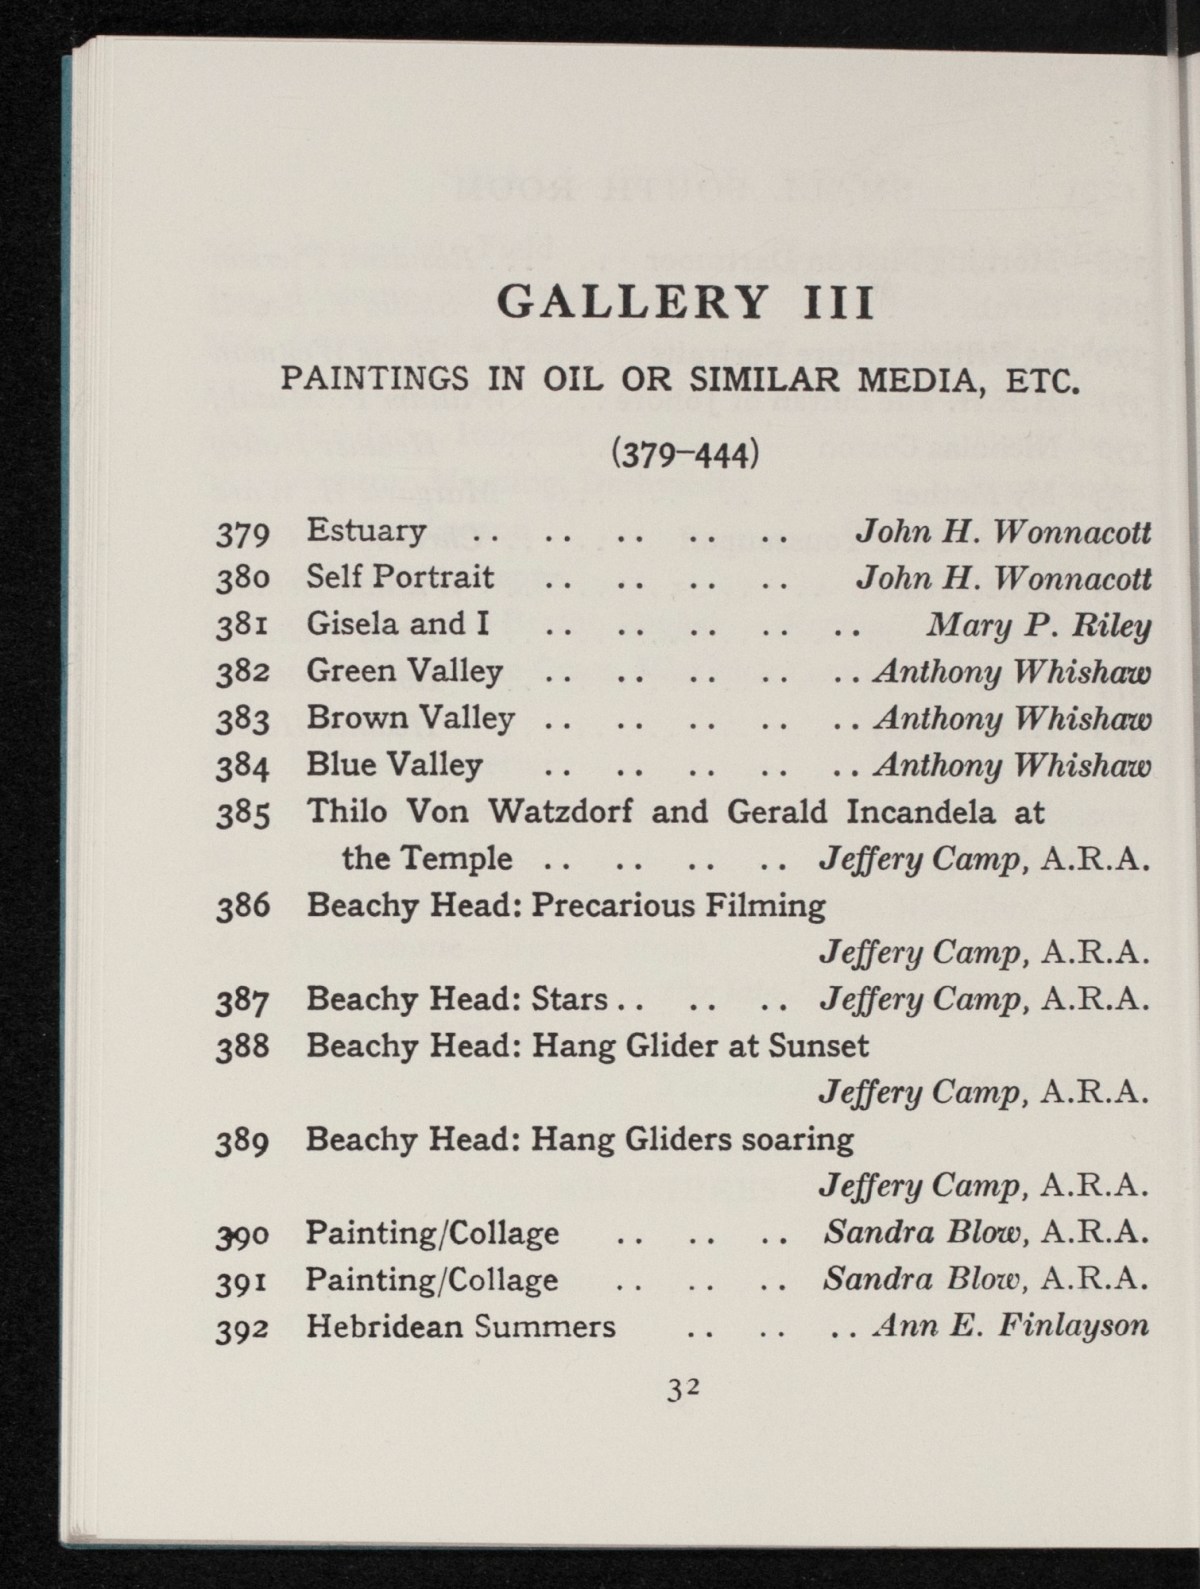 GALLERY III
PAINTINGS IN OIL OR SIMILAR MEDIA, ETC.
(379–444)
379 Estuary .. .. .. .. .. John H. Wonnacott
380 Self Portrait .. .. .. .. John H. Wonnacott
381 Gisela and I .. .. .. .. .. Mary P. Riley
382 Green Valley .. .. .. .. .. Anthony Whishaw
383 Brown Valley .. .. .. .. .. Anthony Whishaw
384 Blue Valley .. .. .. .. .. Anthony Whishaw
385 Thilo Von Watzdorf and Gerald Incandela at
the Temple .. .. .. .. Jeffery Camp, A.R.A.
386 Beachy Head: Precarious Filming
Jeffery Camp, A.R.A.
387 Beachy Head: Stars .. .. .. Jeffery Camp, A.R.A.
388 Beachy Head: Hang Glider at Sunset
Jeffery Camp, A.R.A.
389 Beachy Head: Hang Gliders soaring
Jeffery Camp, A.R.A.
390 Painting/Collage .. .. .. Sandra Blow, A.R.A.
391 Painting/Collage .. .. .. Sandra Blow, A.R.A.
392 Hebridean Summers .. .. .. Ann E. Finlayson
32